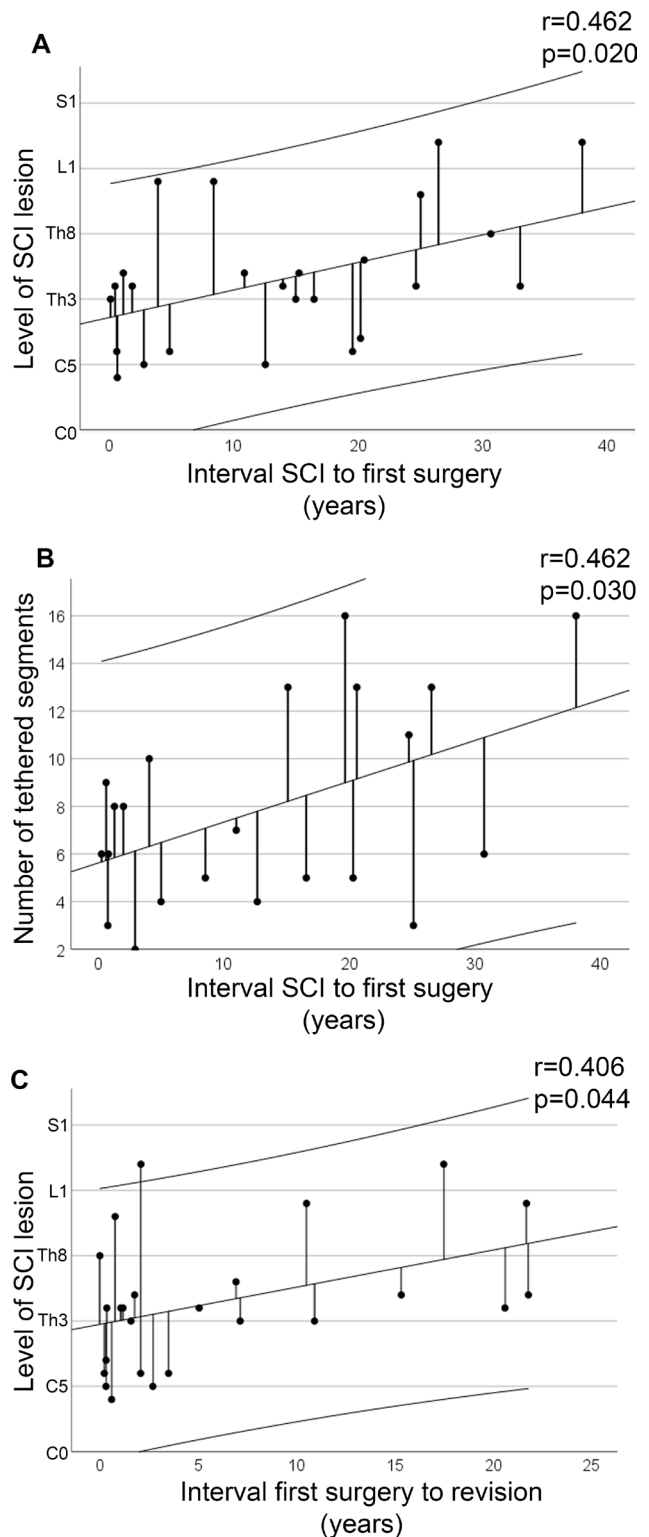 A
r=0.462
p=0.020
S1
L1
Th8
Th3
C5
C0
Level of SCI lesion
0 10 20 30 40
Interval SCI to first surgery
(years)
B
r=0.462
p=0.030
16
14
12
10
8
6
4
2
Number of tethered segments
0 10 20 30 40
Interval SCI to first sugery
(years)
C
r=0.406
p=0.044
S1
L1
Th8
Th3
C5
C0
Level of SCI lesion
0 5 10 15 20 25
Interval first surgery to revision
(years)